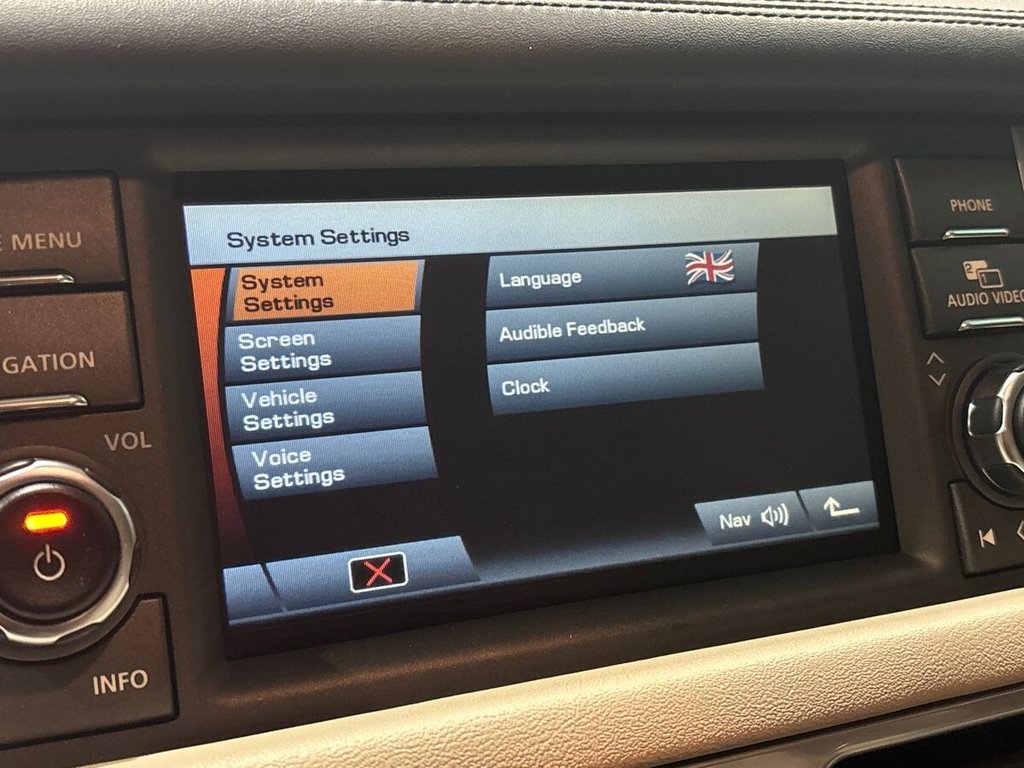 System Settings
System
Settings
Language
Screen
Settings
Audible Feedback
Vehicle
Settings
Clock
Voice
Settings
Nav
MENU
VOL
INFO
PHONE
2
AUDIO VIDEO